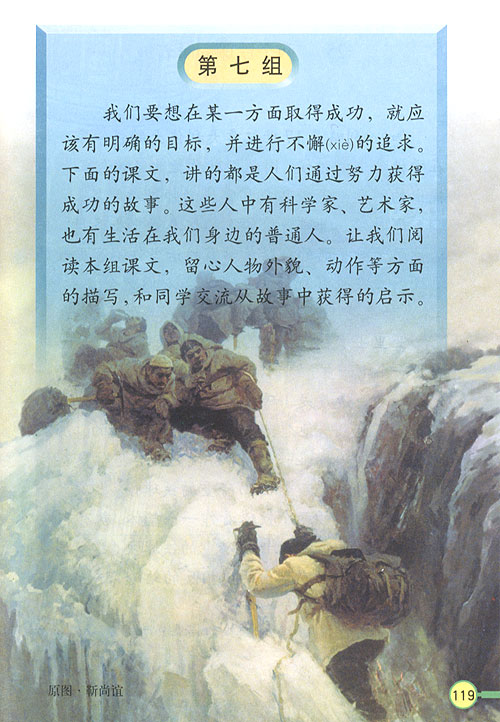 第七组
我们要想在某一方面取得成功，就应
该有明确的目标，并进行不懈(xiè)的追求。
下面的课文，讲的都是人们通过努力获得
成功的故事。这些人中有科学家、艺术家，
也有生活在我们身边的普通人。让我们阅
读本组课文，留心人物外貌、动作等方面
的描写，和同学交流从故事中获得的启示。
原图·靳尚谊
119